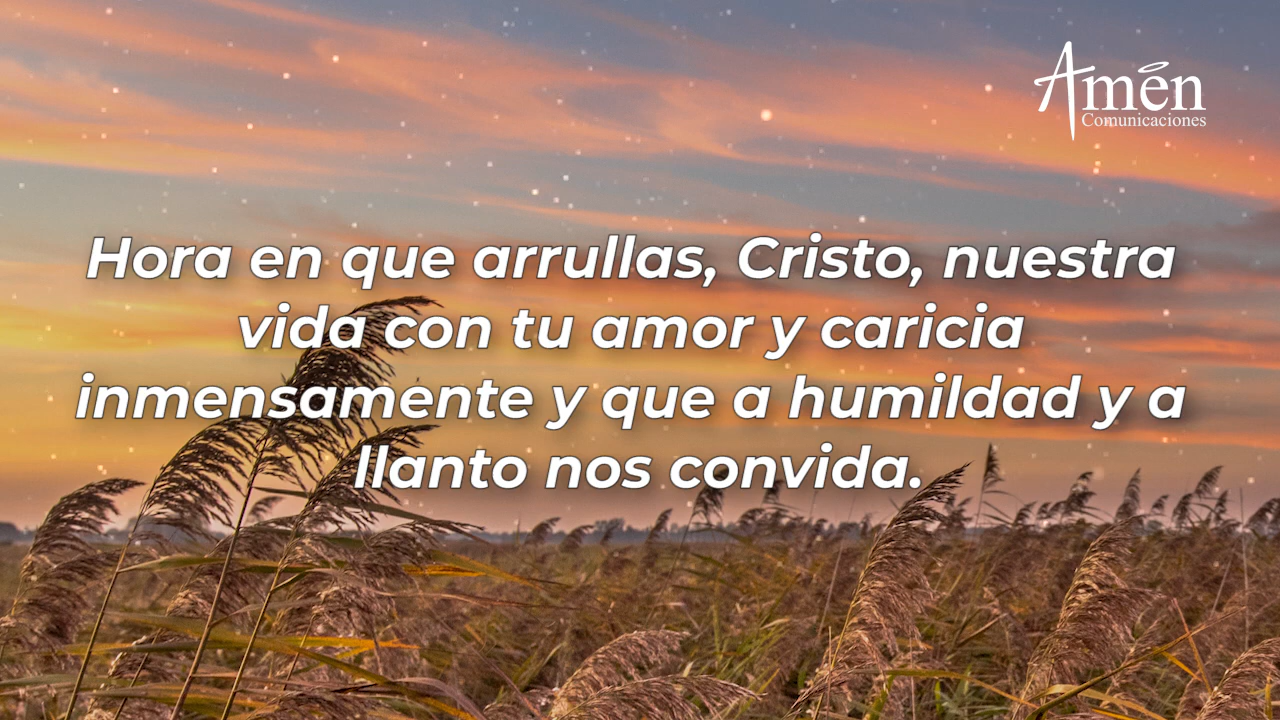 Amén
Comunicaciones
Hora en que arrullas, Cristo, nuestra
vida con tu amor y caricia
inmensamente y que a humildad y a
llanto nos convida.